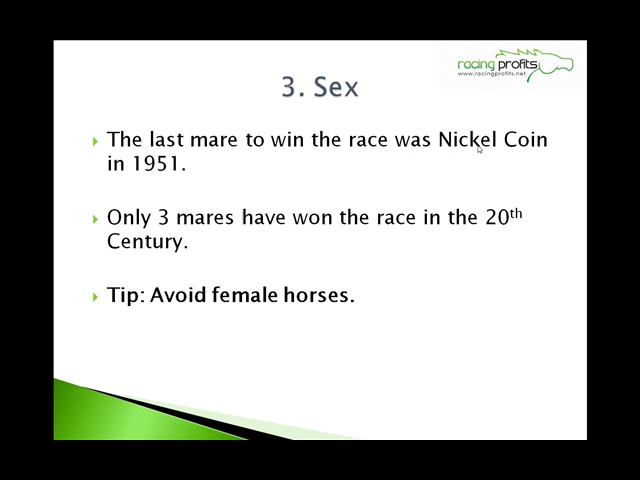 racing profits
www.racingprofits.net
3. Sex
The last mare to win the race was Nickel Coin
in 1951.
Only 3 mares have won the race in the 20th
Century.
Tip: Avoid female horses.